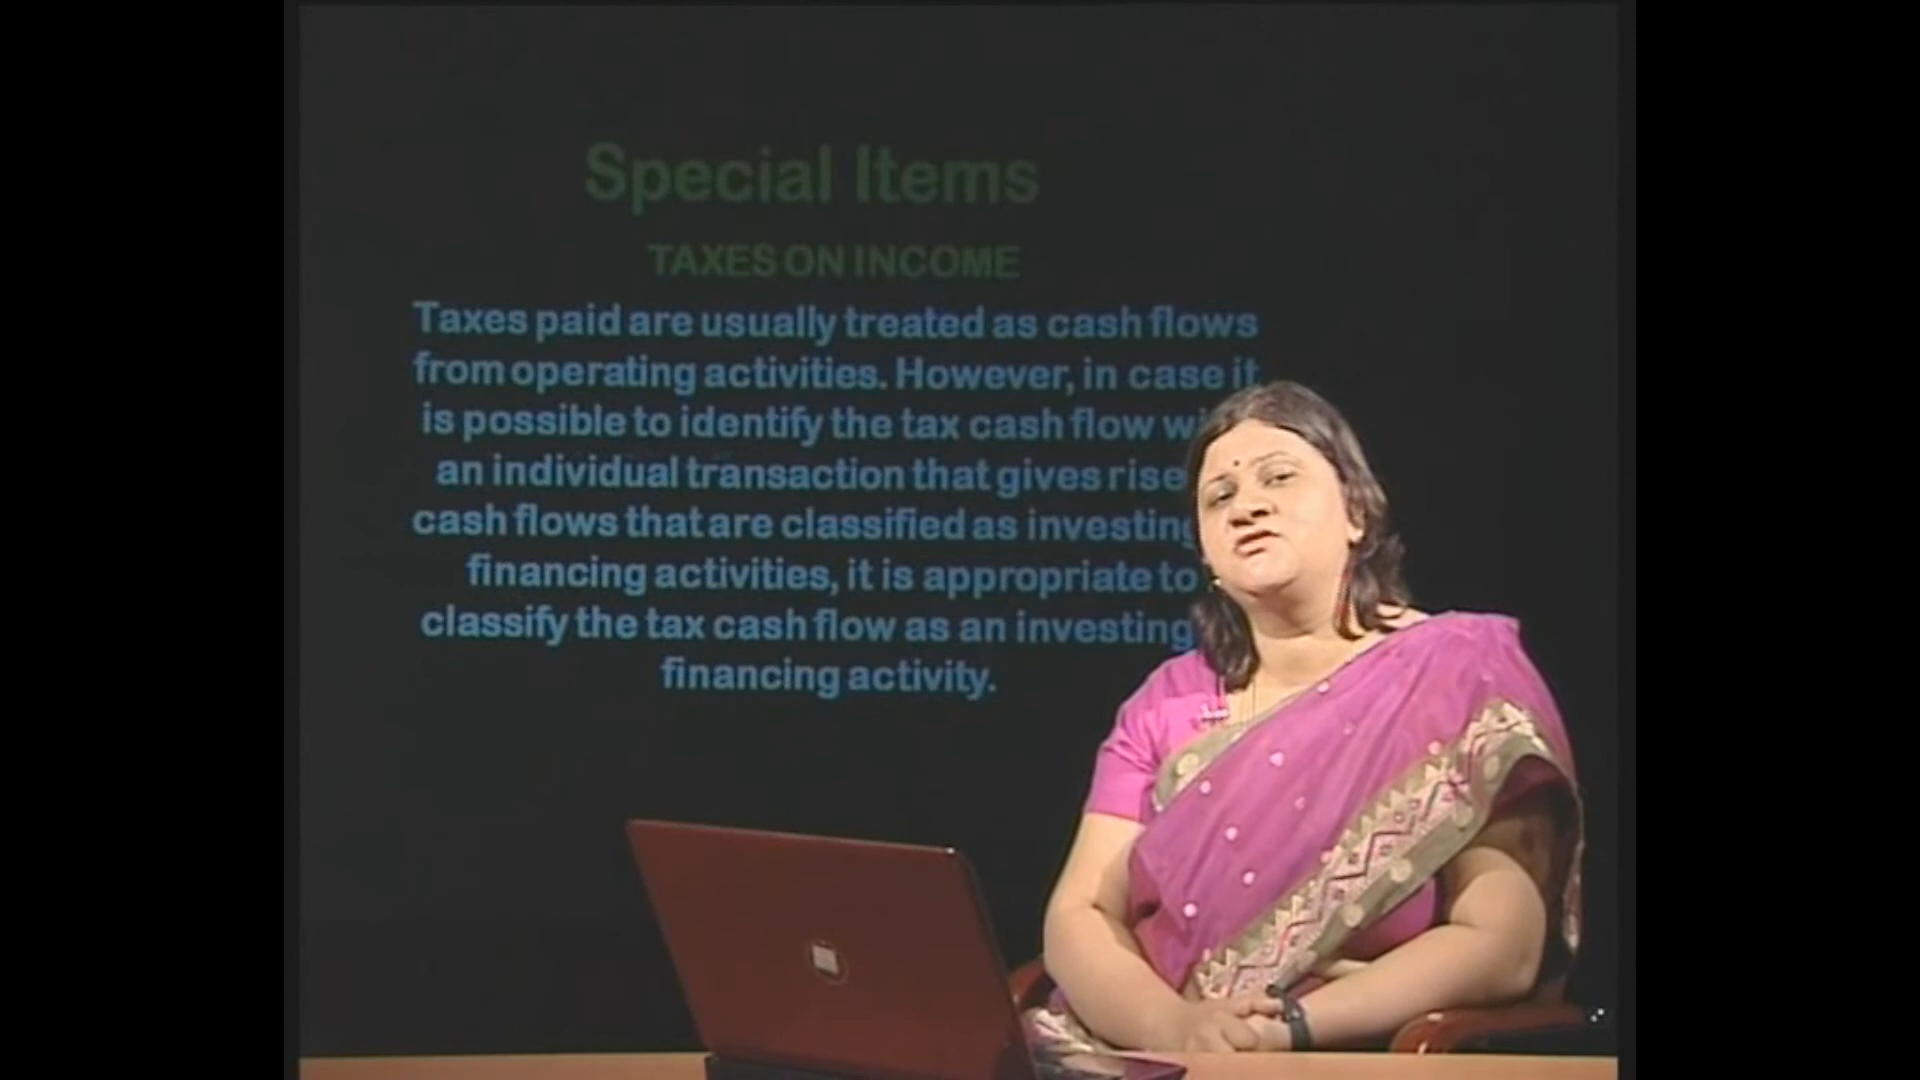 Special Items
TAXES ON INCOME
Taxes paid are usually treated as cash flows
from operating activities. However, in case it
is possible to identify the tax cash flow
an individual transaction that gives rise
cash flows that are classified as investing
financing activities, it is appropriate to
classify the tax cash flow as an investing
financing activity.